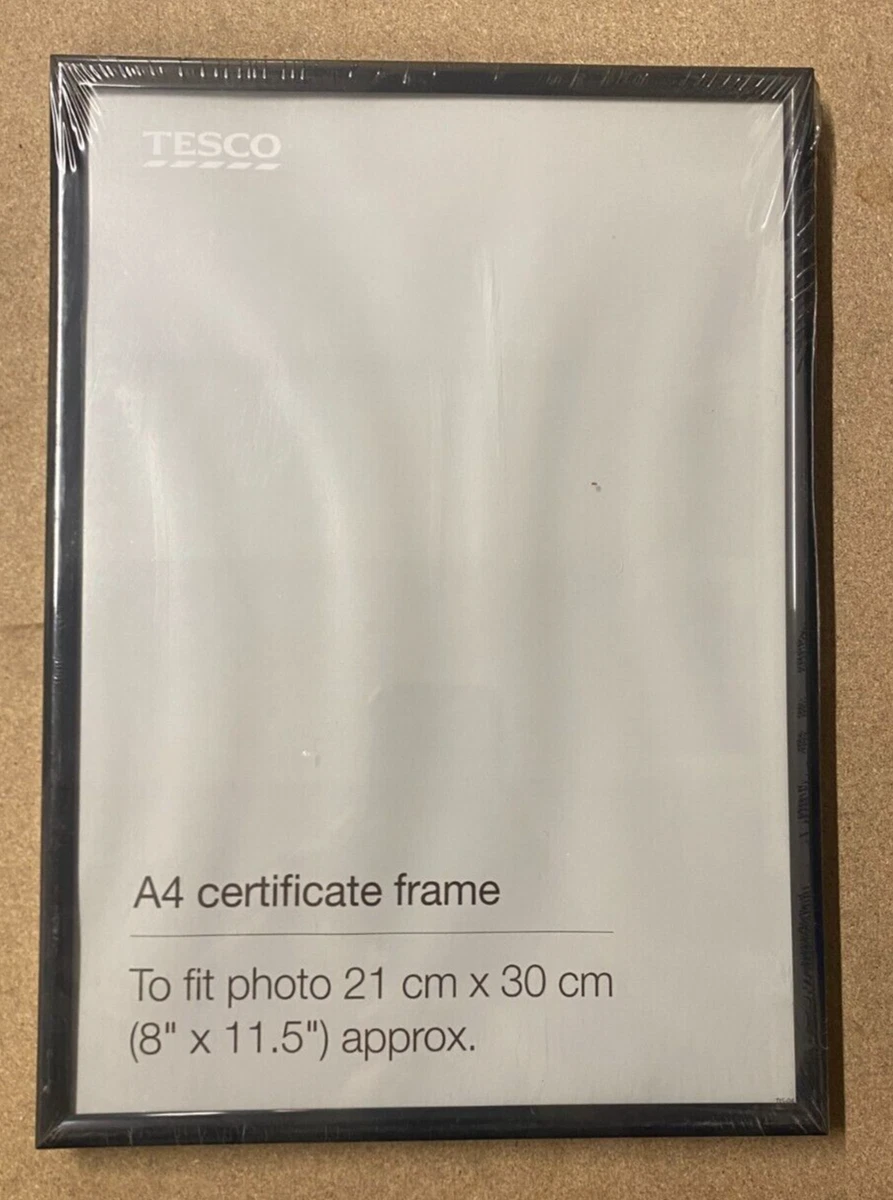 TESCO
A4 certificate frame
To fit photo 21 cm x 30 cm
(8" x 11.5") approx.